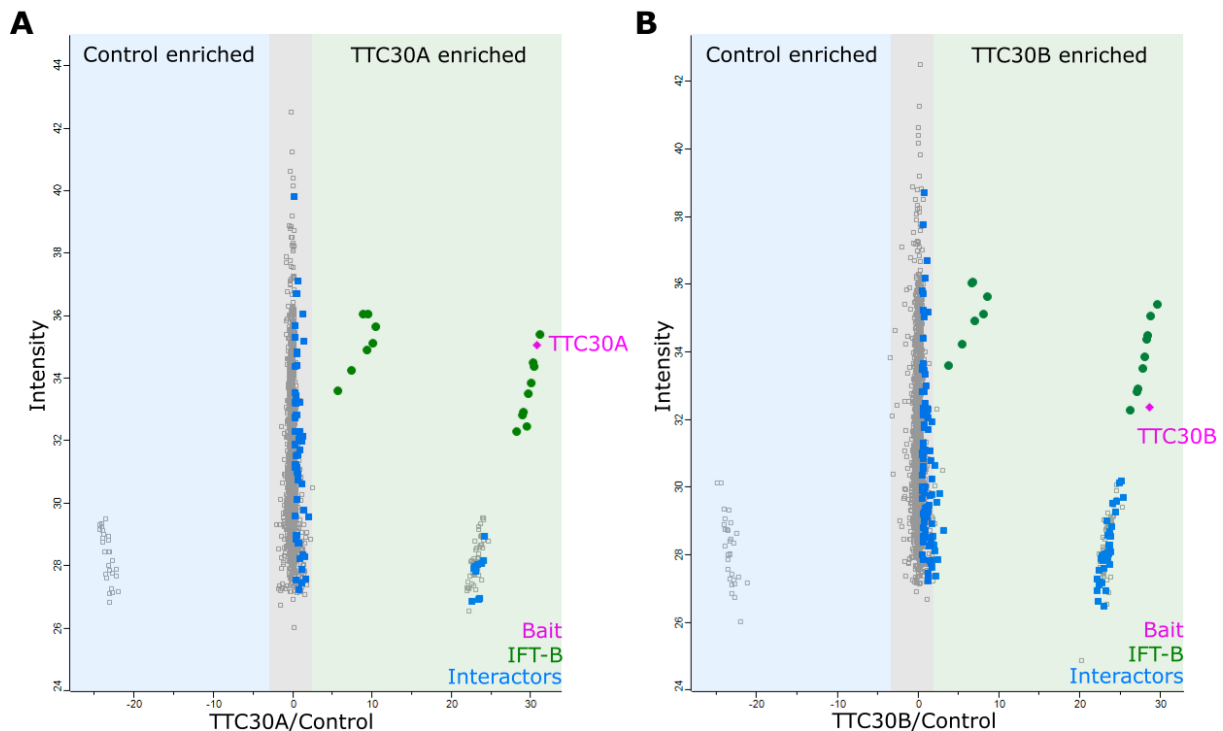 A
Control enriched
TTC30A enriched
44
42
40
38
36
34
32
30
28
26
24
Intensity
TTC30A
Bait
IFT-B
Interactors
-20
-10
0
10
20
30
TTC30A/Control
B
Control enriched
TTC30B enriched
42
40
38
36
34
32
30
28
26
24
Intensity
TTC30B
Bait
IFT-B
Interactors
-20
-10
0
10
20
30
TTC30B/Control